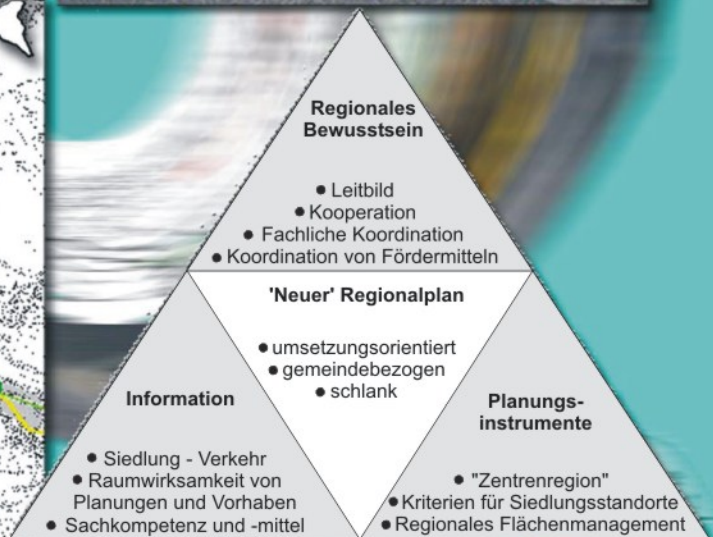 Regionales
Bewusstsein
● Leitbild
● Kooperation
● Fachliche Koordination
● Koordination von Fördermitteln
'Neuer' Regionalplan
● umsetzungsorientiert
● gemeindebezogen
● schlank
Information
● Siedlung - Verkehr
● Raumwirksamkeit von
Planungen und Vorhaben
● Sachkompetenz und -mittel
Planungs-
instrumente
● "Zentrenregion"
● Kriterien für Siedlungsstandorte
● Regionales Flächenmanagement